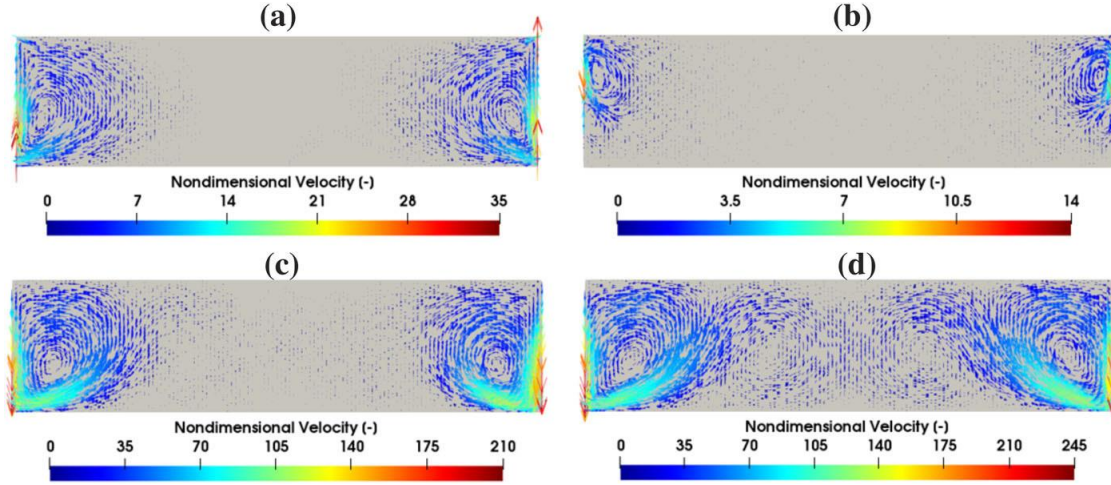 (a)
Nondimensional Velocity (-)
0 7 14 21 28 35
(b)
Nondimensional Velocity (-)
0 3.5 7 10.5 14
(c)
Nondimensional Velocity (-)
0 35 70 105 140 175 210
(d)
Nondimensional Velocity (-)
0 35 70 105 140 175 210 245